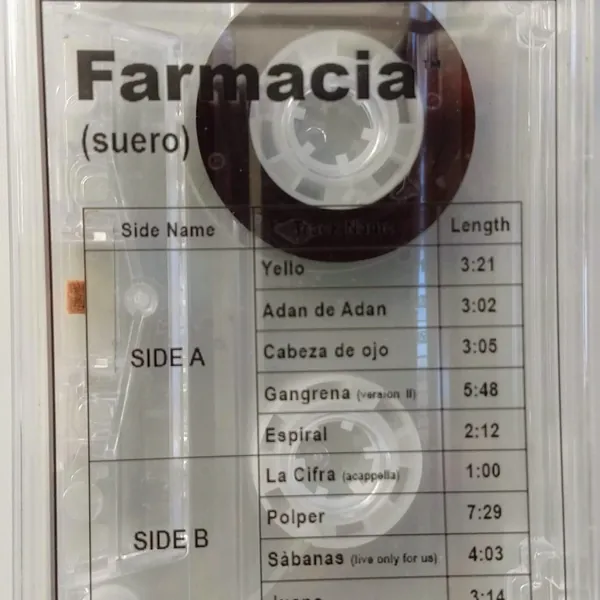 Farmacia™
(suero)
Side Name Track Name Length
Yello 3:21
Adan de Adan 3:02
SIDE A Cabeza de ojo 3:05
Gangrena (version II) 5:48
Espiral 2:12
La Cifra (acappella) 1:00
Polper 7:29
SIDE B Sàbanas (live only for us) 4:03
3:14